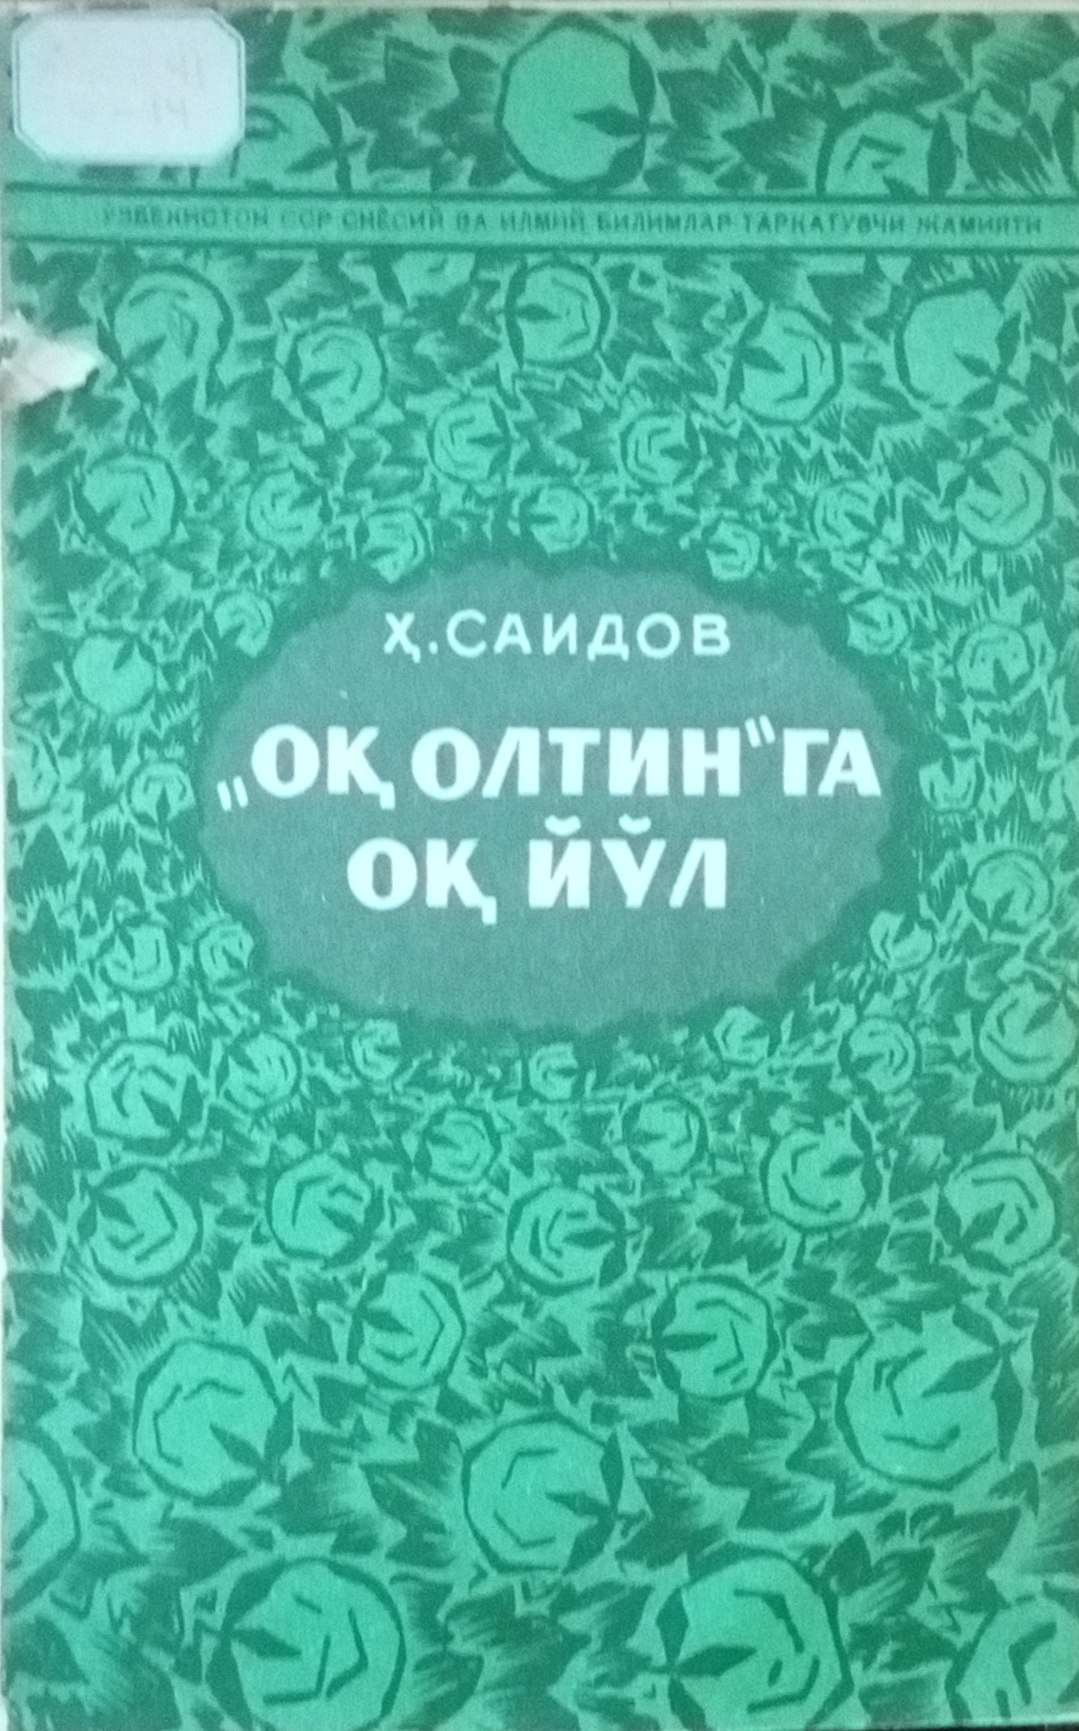 ЎЗБЕКИСТОН ССР СИЁСИЙ ВА ИЛМИЙ БИЛИМЛАР ТАРҚАТУВЧИ ЖАМИЯТИ
Ҳ. САИДОВ
„ОҚ ОЛТИН“ГА
ОҚ ЙЎЛ